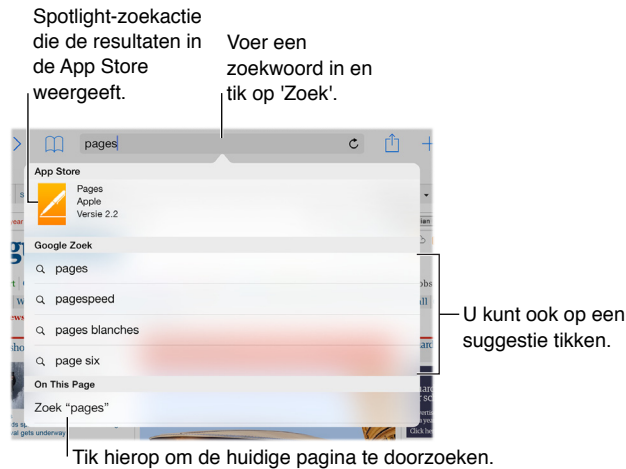 Spotlight-zoekactie
die de resultaten in
de App Store
weergeeft.
Voer een
zoekwoord in en
tik op 'Zoek'.
pages
App Store
Pages
Apple
Versie 2.2
Google Zoek
pages
pagespeed
pages blanches
page six
On This Page
Zoek “pages”
U kunt ook op een
suggestie tikken.
Tik hierop om de huidige pagina te doorzoeken.